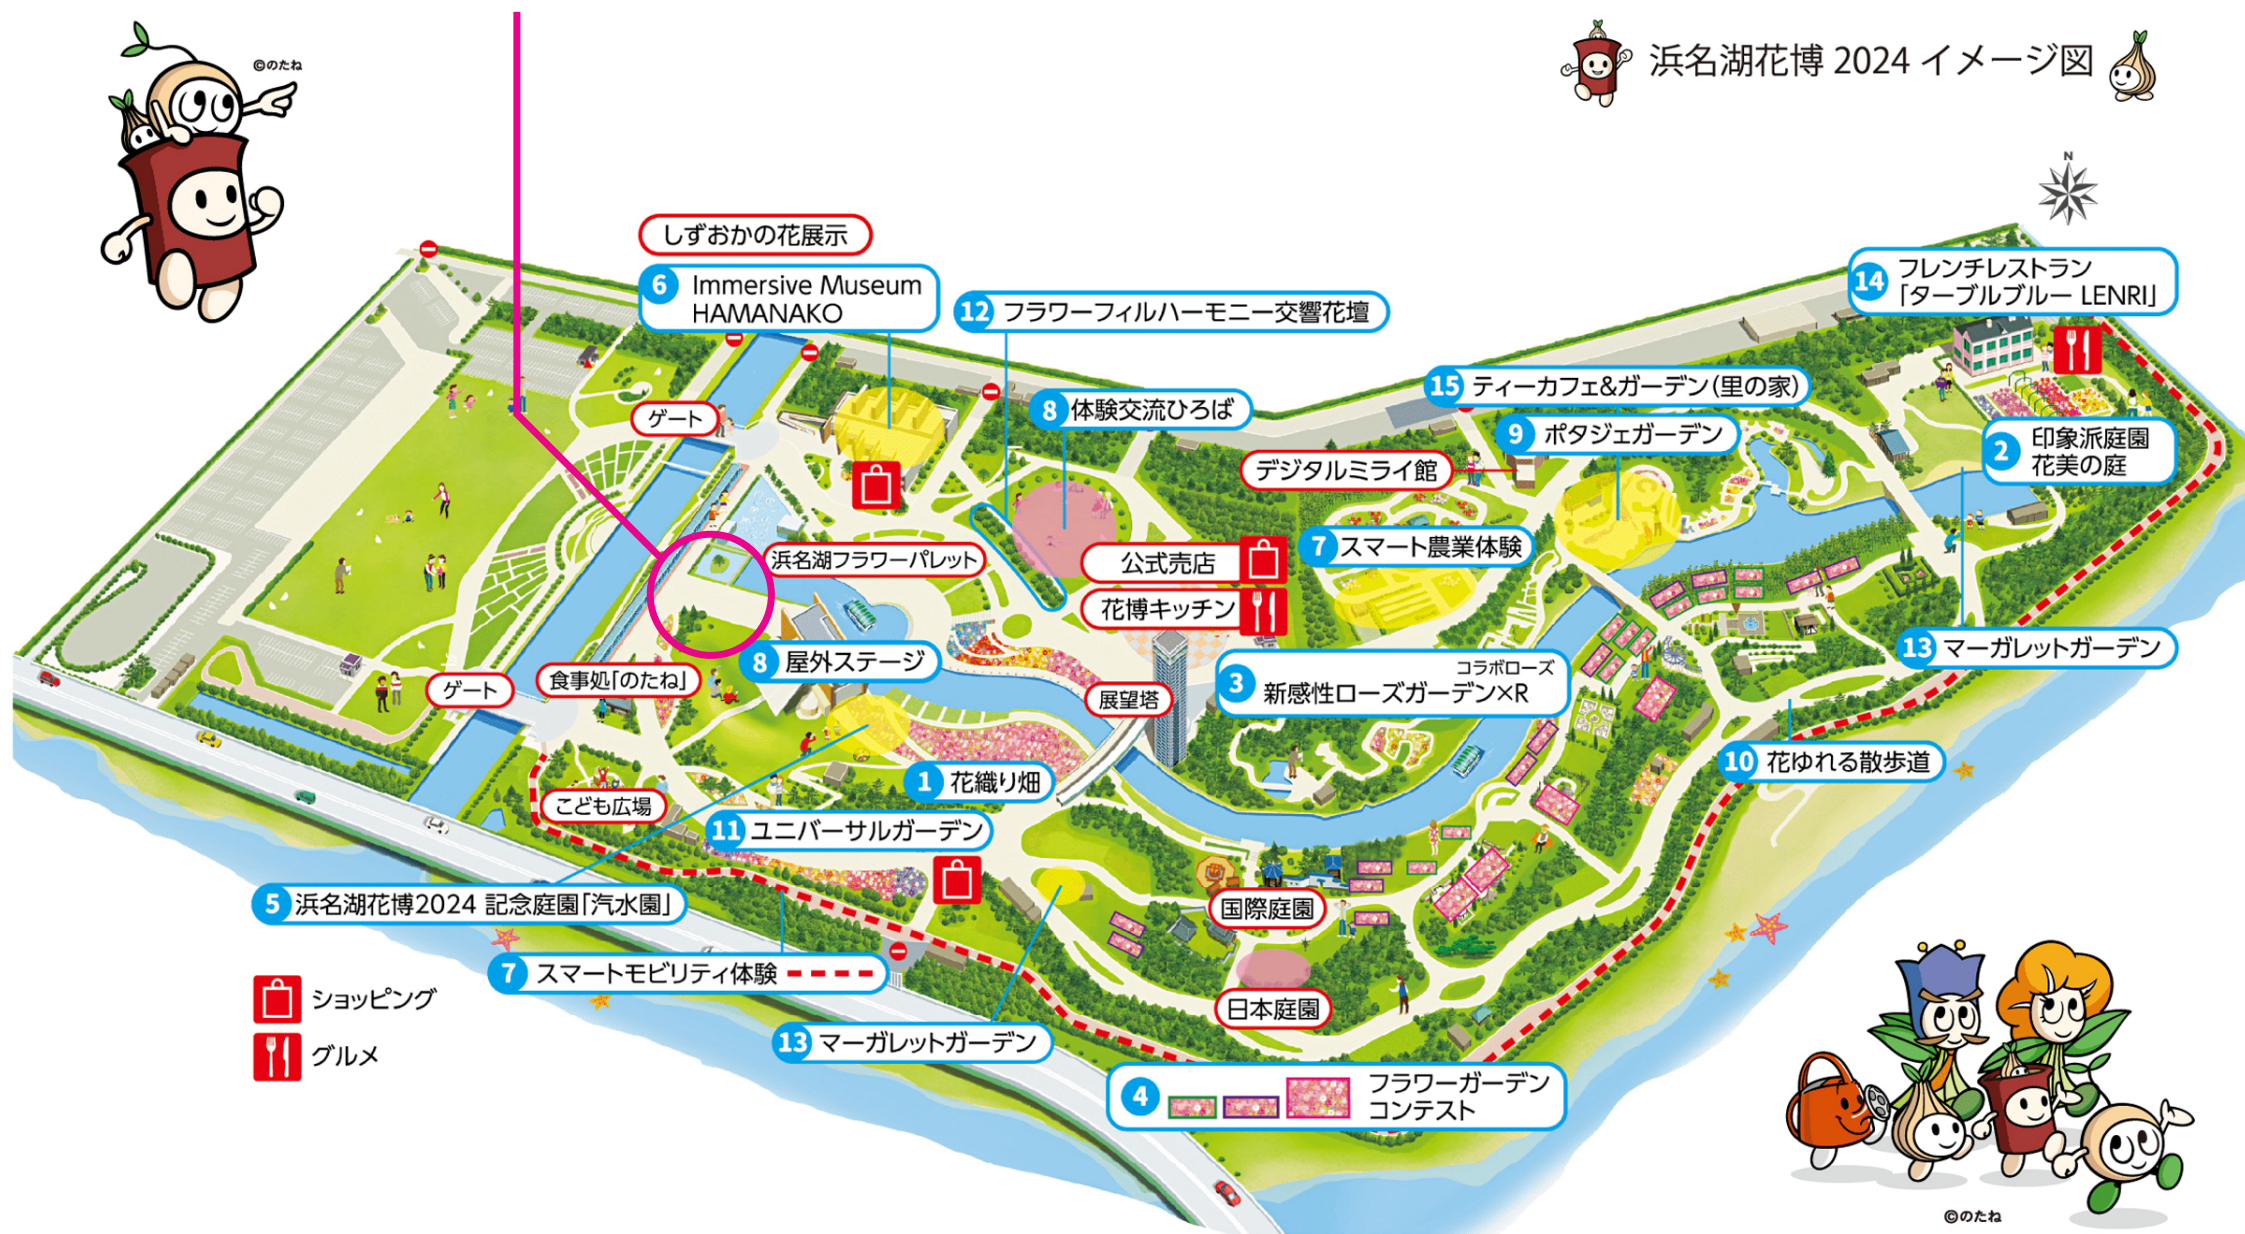 ©のたね
浜名湖花博 2024 イメージ図
N
しずおかの花展示
6 Immersive Museum
HAMANAKO
12 フラワーフィルハーモニー交響花壇
14 フレンチレストラン
「ターブルブルー LENRI」
ゲート
8 体験交流ひろば
15 ティーカフェ&ガーデン(里の家)
9 ポタジェガーデン
2 印象派庭園
花美の庭
デジタルミライ館
浜名湖フラワーパレット
公式売店
7 スマート農業体験
花博キッチン
8 屋外ステージ
13 マーガレットガーデン
ゲート
食事処「のたね」
展望塔
コラボローズ
3 新感性ローズガーデン×R
10 花ゆれる散歩道
1 花織り畑
こども広場
11 ユニバーサルガーデン
5 浜名湖花博2024 記念庭園「汽水園」
国際庭園
7 スマートモビリティ体験
日本庭園
ショッピング
グルメ
13 マーガレットガーデン
4 フラワーガーデン
コンテスト
©のたね